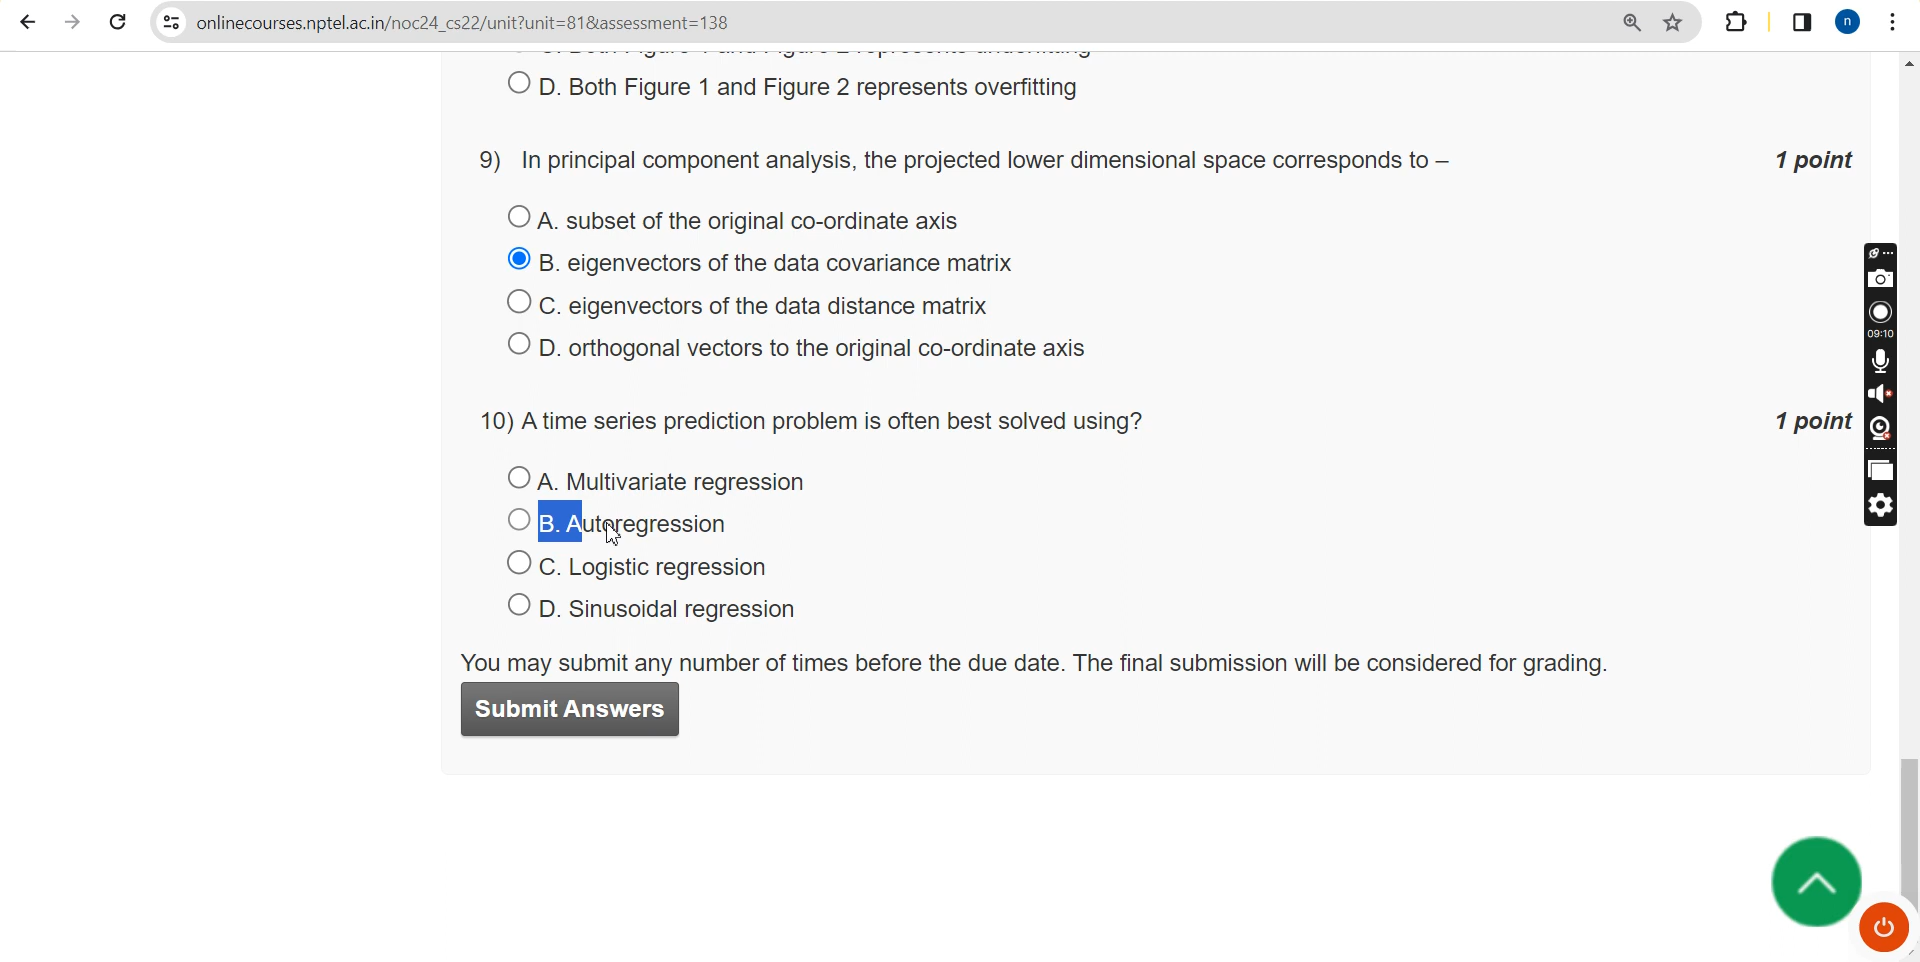 onlinecourses.nptel.ac.in/noc24_cs22/unit?unit=81&assessment=138
n
D. Both Figure 1 and Figure 2 represents overfitting
9) In principal component analysis, the projected lower dimensional space corresponds to –
1 point
A. subset of the original co-ordinate axis
B. eigenvectors of the data covariance matrix
C. eigenvectors of the data distance matrix
D. orthogonal vectors to the original co-ordinate axis
09:10
10) A time series prediction problem is often best solved using?
1 point
A. Multivariate regression
B. Autoregression
C. Logistic regression
D. Sinusoidal regression
You may submit any number of times before the due date. The final submission will be considered for grading.
Submit Answers